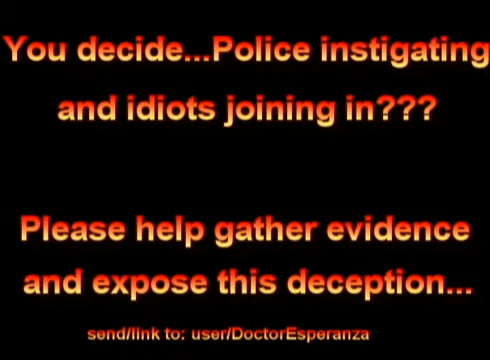 You decide...Police instigating
and idiots joining in???
Please help gather evidence
and expose this deception...
send/link to: user/DoctorEsperanza